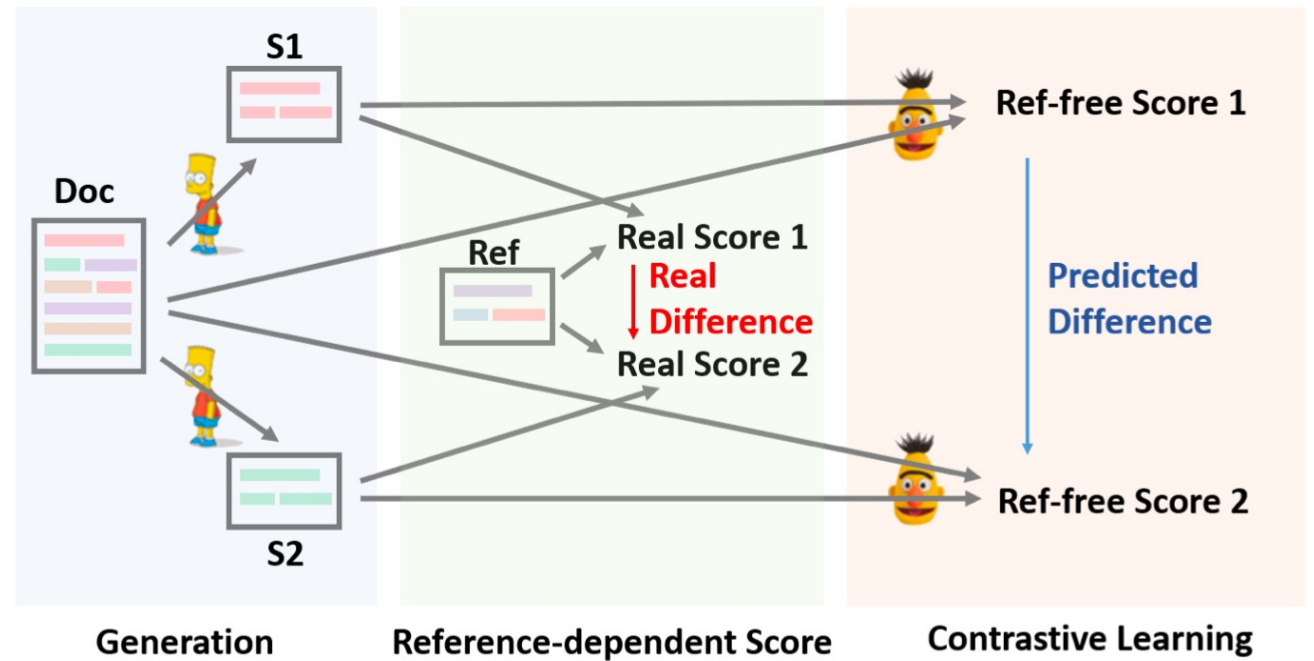 S1
Doc
S2
Generation
Ref
Real Score 1
Real
Difference
Real Score 2
Reference-dependent Score
Ref-free Score 1
Predicted
Difference
Ref-free Score 2
Contrastive Learning